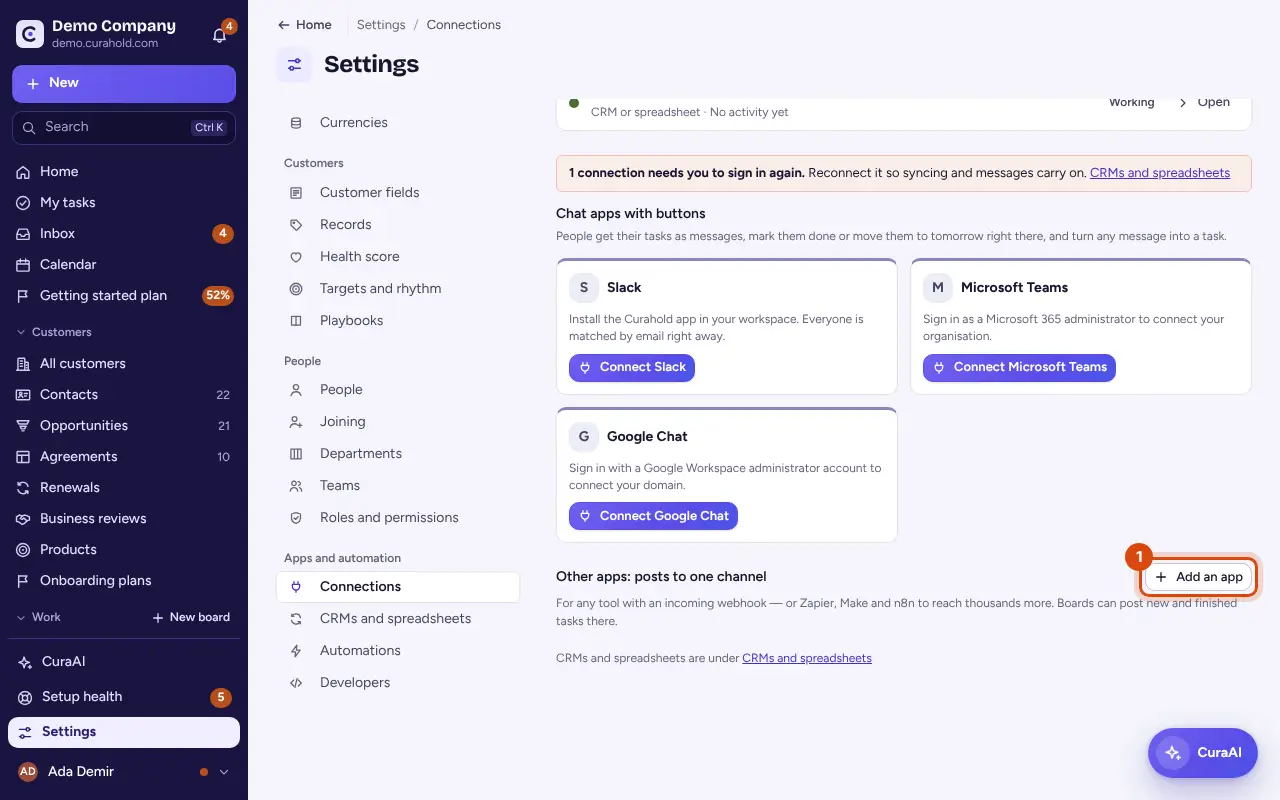 Demo Company
demo.curahold.com
4
New
Search
Ctrl K
Home
My tasks
Inbox
4
Calendar
Getting started plan
52%
Customers
All customers
Contacts
22
Opportunities
21
Agreements
10
Renewals
Business reviews
Products
Onboarding plans
Work
New board
CuraAI
Setup health
5
Settings
AD
Ada Demir
Home
Settings / Connections
Settings
Currencies
Customers
Customer fields
Records
Health score
Targets and rhythm
Playbooks
People
People
Joining
Departments
Teams
Roles and permissions
Apps and automation
Connections
CRMs and spreadsheets
Automations
Developers
CRM or spreadsheet · No activity yet
Working
Open
1 connection needs you to sign in again. Reconnect it so syncing and messages carry on. CRMs and spreadsheets
Chat apps with buttons
People get their tasks as messages, mark them done or move them to tomorrow right there, and turn any message into a task.
S
Slack
Install the Curahold app in your workspace. Everyone is
matched by email right away.
Connect Slack
M
Microsoft Teams
Sign in as a Microsoft 365 administrator to connect your
organisation.
Connect Microsoft Teams
G
Google Chat
Sign in with a Google Workspace administrator account to
connect your domain.
Connect Google Chat
Other apps: posts to one channel
1
Add an app
For any tool with an incoming webhook — or Zapier, Make and n8n to reach thousands more. Boards can post new and finished
tasks there.
CRMs and spreadsheets are under CRMs and spreadsheets
CuraAI